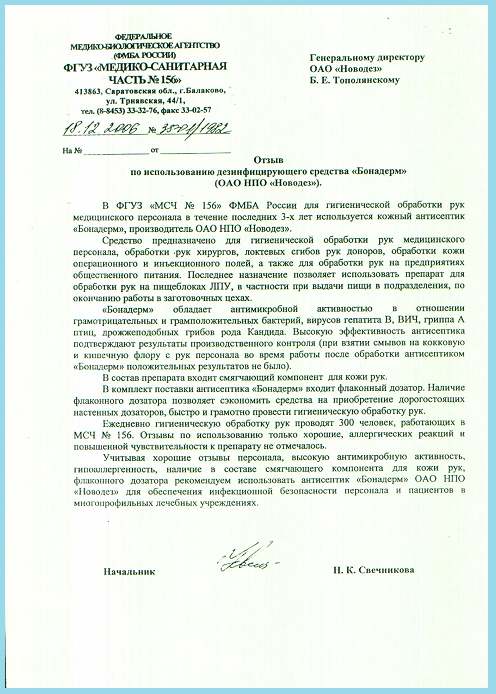 ФЕДЕРАЛЬНОЕ
МЕДИКО-БИОЛОГИЧЕСКОЕ АГЕНТСТВО
(ФМБА РОССИИ)
ФГУЗ «МЕДИКО-САНИТАРНАЯ
ЧАСТЬ № 156»
413863, Саратовская обл., г.Балаково,
ул. Трнавская, 44/1,
тел. (8-8453) 33-32-76, факс 33-02-57
18.12.2006 № 35-01/1982
На № от
Генеральному директору
ОАО «Новодез»
Б. Е. Тополянскому
Отзыв
по использованию дезинфицирующего средства «Бонадерм»
(ОАО НПО «Новодез»).
В ФГУЗ «МСЧ № 156» ФМБА России для гигиенической обработки рук
медицинского персонала в течение последних 3-х лет используется кожный антисептик
«Бонадерм», производитель ОАО НПО «Новодез».
Средство предназначено для гигиенической обработки рук медицинского
персонала, обработки рук хирургов, локтевых сгибов рук доноров, обработки кожи
операционного и инъекционного полей, а также для обработки рук на предприятиях
общественного питания. Последнее назначение позволяет использовать препарат для
обработки рук на пищеблоках ЛПУ, в частности при выдачи пищи в подразделения, по
окончанию работы в заготовочных цехах.
«Бонадерм» обладает антимикробной активностью в отношении
грамотрицательных и грамположительных бактерий, вирусов гепатита В, ВИЧ, гриппа А
птиц, дрожжеподобных грибов рода Кандида. Высокую эффективность антисептика
подтверждают результаты производственного контроля (при взятии смывов на кокковую
и кишечную флору с рук персонала во время работы после обработки антисептиком
«Бонадерм» положительных результатов не было).
В состав препарата входит смягчающий компонент для кожи рук.
В комплект поставки антисептика «Бонадерм» входит флаконный дозатор. Наличие
флаконного дозатора позволяет сэкономить средства на приобретение дорогостоящих
настенных дозаторов, быстро и грамотно провести гигиеническую обработку рук.
Ежедневно гигиеническую обработку рук проводят 300 человек, работающих в
МСЧ № 156. Отзывы по использованию только хорошие, аллергических реакций и
повышенной чувствительности к препарату не отмечалось.
Учитывая хорошие отзывы персонала, высокую антимикробную активность,
гипоаллергенность, наличие в составе смягчающего компонента для кожи рук,
флаконного дозатора рекомендуем использовать антисептик «Бонадерм» ОАО НПО
«Новодез» для обеспечения инфекционной безопасности персонала и пациентов в
многопрофильных лечебных учреждениях.
Начальник Н. К. Свечникова